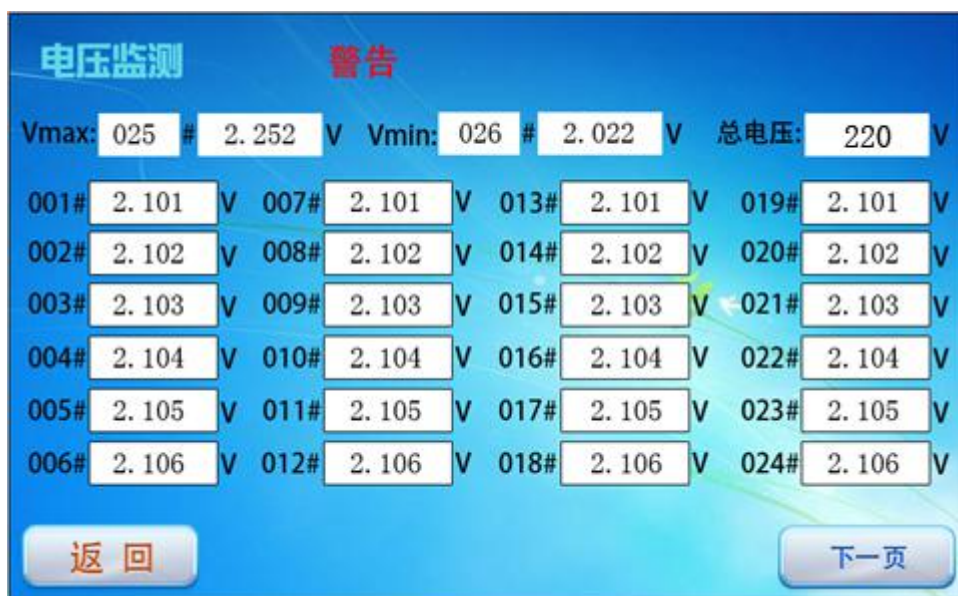 电压监测 警告
Vmax: 025 # 2.252 V Vmin: 026 # 2.022 V 总电压: 220 V
001# 2.101 V 007# 2.101 V 013# 2.101 V 019# 2.101 V
002# 2.102 V 008# 2.102 V 014# 2.102 V 020# 2.102 V
003# 2.103 V 009# 2.103 V 015# 2.103 V 021# 2.103 V
004# 2.104 V 010# 2.104 V 016# 2.104 V 022# 2.104 V
005# 2.105 V 011# 2.105 V 017# 2.105 V 023# 2.105 V
006# 2.106 V 012# 2.106 V 018# 2.106 V 024# 2.106 V
返 回 下一页